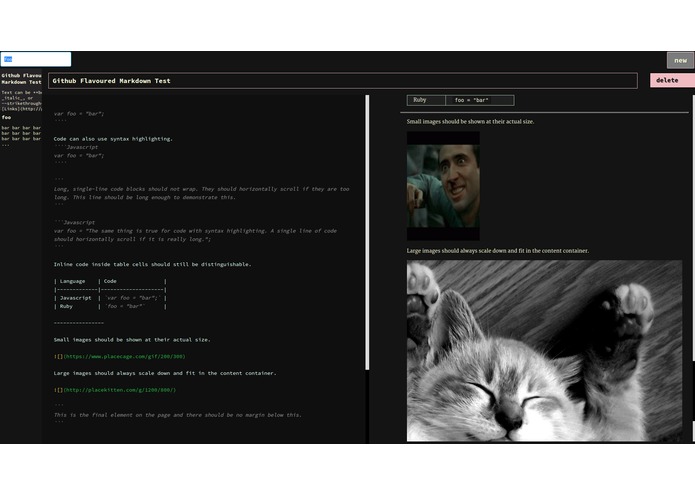 foo
new
Github Flavou
Markdown Test
Github Flavoured Markdown Test
delete
Text can be **b
_italic_, or
~~strikethrough
[Links](http://
foo
bar bar bar bar
bar bar bar bar
bar bar bar bar
...
var foo = "bar";
````
Code can also use syntax highlighting.
````Javascript
var foo = "bar";
````
```
Long, single-line code blocks should not wrap. They should horizontally scroll if they are too
long. This line should be long enough to demonstrate this.
```
```Javascript
var foo = "The same thing is true for code with syntax highlighting. A single line of code
should horizontally scroll if it is really long.";
```
Inline code inside table cells should still be distinguishable.
| Language | Code |
|-------------|--------------------|
| Javascript | `var foo = "bar";` |
| Ruby | `foo = "bar"` |
----------------
Small images should be shown at their actual size.
![](https://www.placecage.com/gif/200/300)
Large images should always scale down and fit in the content container.
![](http://placekitten.com/g/1200/800/)
```
This is the final element on the page and there should be no margin below this.
```
Ruby foo = "bar"
Small images should be shown at their actual size.
Large images should always scale down and fit in the content container.